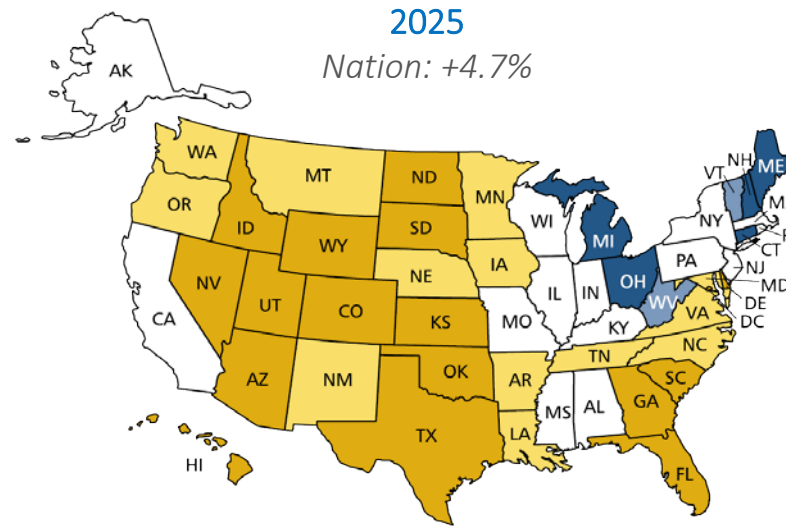 2025
Nation: +4.7%
AK
WA
MT
ND
MN
WI
MI
VT
NH
ME
OR
ID
SD
WY
NY
CT
IA
NE
PA
NJ
NV
UT
CO
IL
IN
OH
MD
DE
DC
CA
KS
MO
WV
VA
KY
AZ
NM
OK
AR
TN
NC
SC
TX
LA
MS
AL
GA
FL
HI